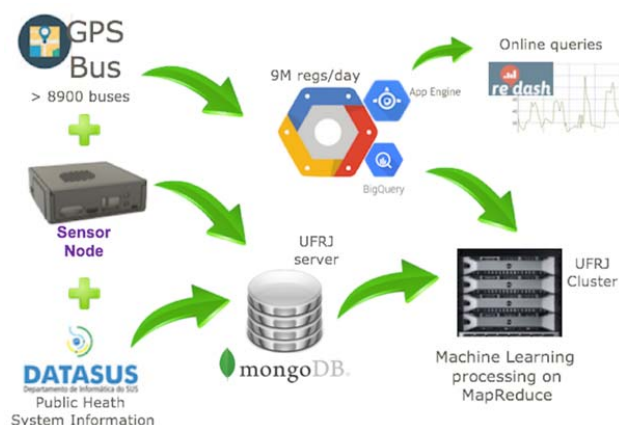 GPS
Bus
> 8900 buses
Sensor
Node
DATASUS
Departamento de Informática do SUS
Public Heath
System Information
9M regs/day
App Engine
BigQuery
UFRJ
server
mongoDB
Online queries
re dash
UFRJ
Cluster
Machine Learning
processing on
MapReduce